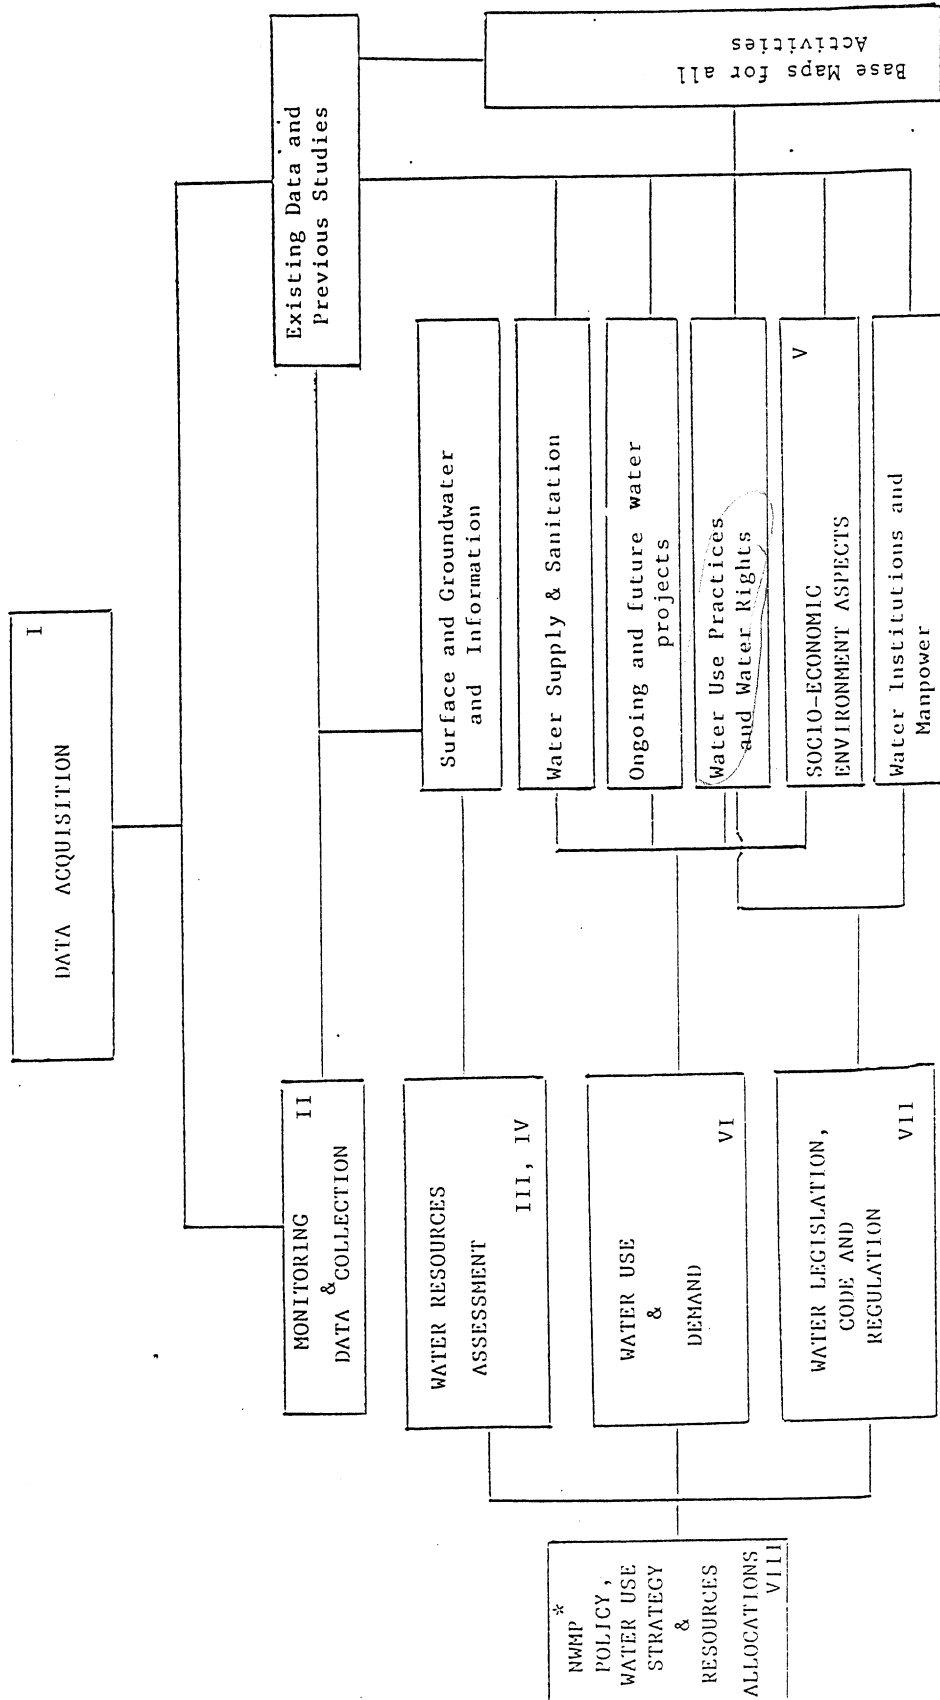 I
DATA ACQUISITION
II
MONITORING
&
DATA COLLECTION
Existing Data and
Previous Studies
Base Maps for all
Activities
NWMP *
POLICY,
WATER USE
STRATEGY
&
RESOURCES
ALLOCATIONS
VIII
WATER RESOURCES
ASSESSMENT
III, IV
WATER USE
&
DEMAND
VI
WATER LEGISLATION,
CODE AND
REGULATION
VII
Surface and Groundwater
and Information
Water Supply & Sanitation
Ongoing and future water
projects
Water Use Practices
and Water Rights
V
SOCIO-ECONOMIC
ENVIRONMENT ASPECTS
Water Institutions and
Manpower